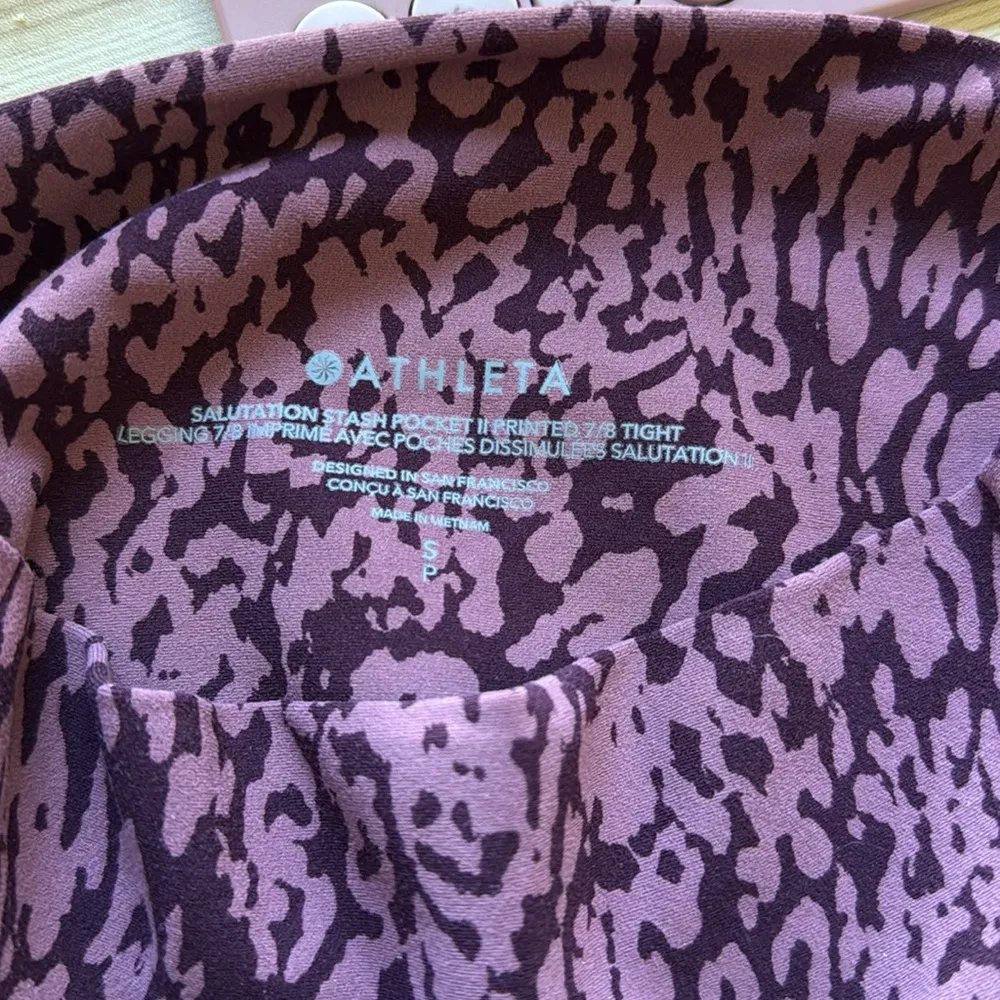 ATHLETA
SALUTATION STASH POCKET II PRINTED 7/8 TIGHT
LEGGING 7/8 IMPRIMÉ AVEC POCHES DISSIMULÉES SALUTATION II
DESIGNED IN SAN FRANCISCO
CONÇU À SAN FRANCISCO
MADE IN VIETNAM
S
P